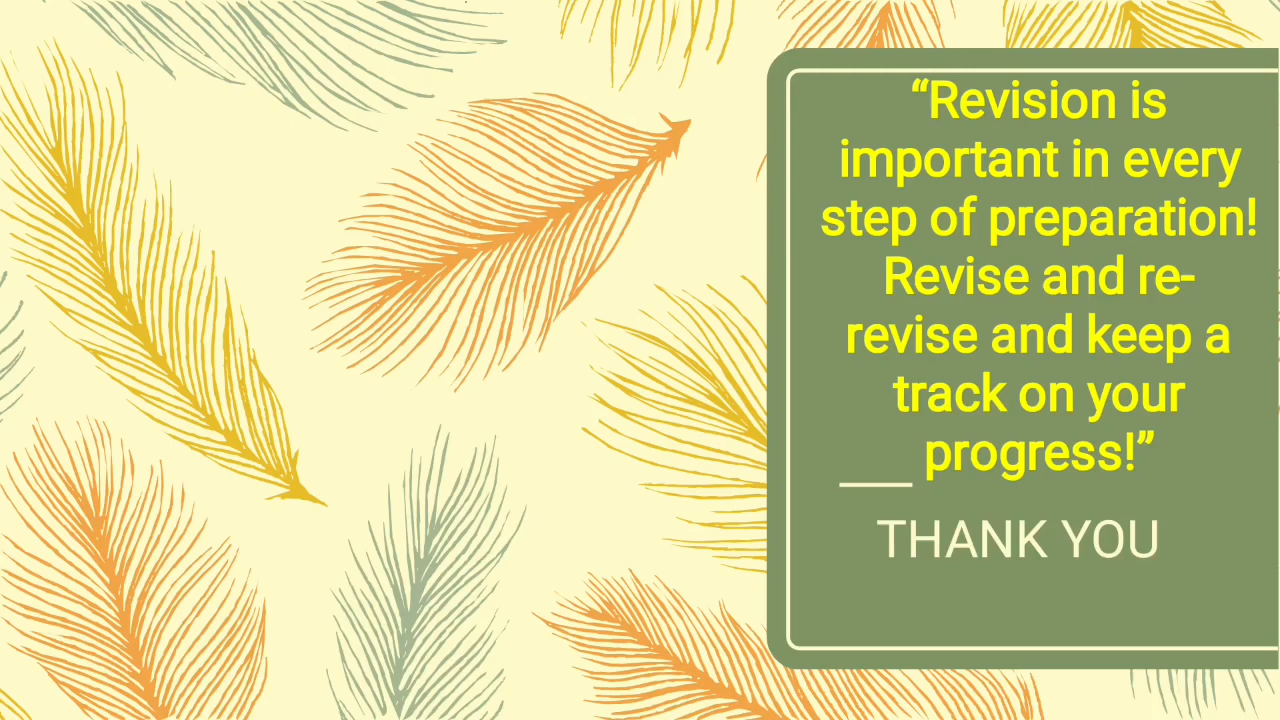 “Revision is
important in every
step of preparation!
Revise and re-
revise and keep a
track on your
progress!”
THANK YOU